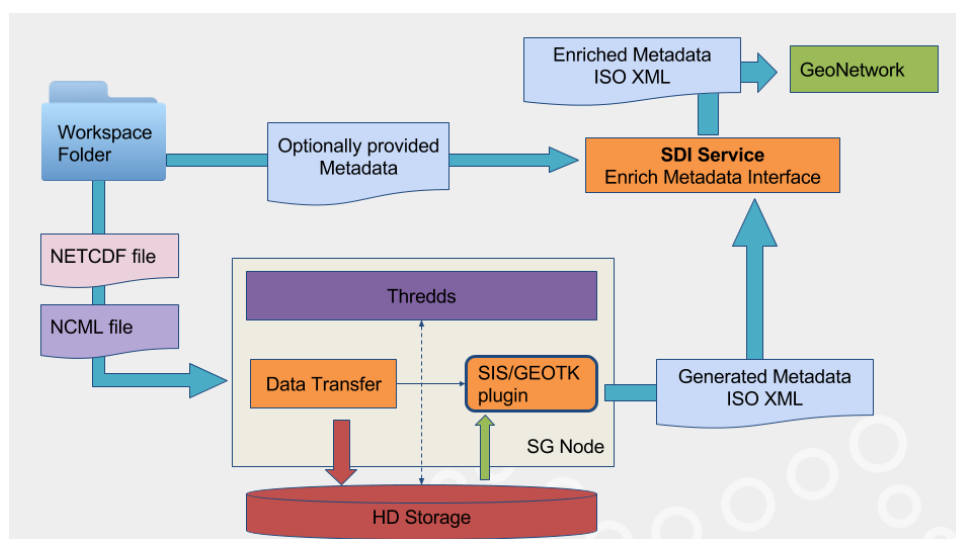 Enriched Metadata
ISO XML
GeoNetwork
Workspace
Folder
Optionally provided
Metadata
SDI Service
Enrich Metadata Interface
NETCDF file
NCML file
Thredds
Data Transfer
SIS/GEOTK
plugin
SG Node
Generated Metadata
ISO XML
HD Storage